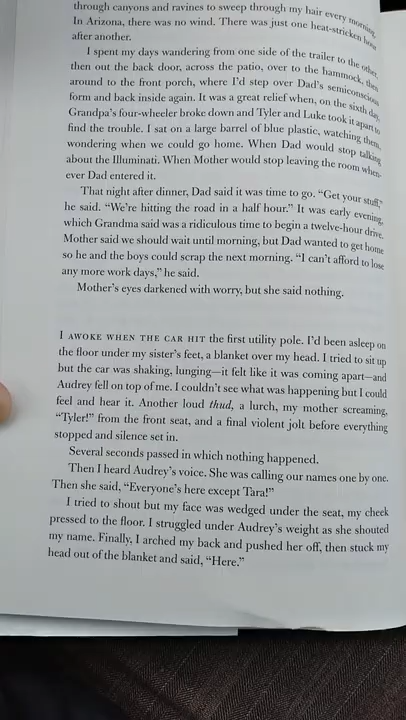 through canyons and ravines to sweep through my hair every morning.
In Arizona, there was no wind. There was just one heat-stricken hour
after another.
I spent my days wandering from one side of the trailer to the other,
then out the back door, across the patio, over to the hammock, then
around to the front porch, where I'd step over Dad's semiconscious
form and back inside again. It was a great relief when, on the sixth day,
Grandpa's four-wheeler broke down and Tyler and Luke took it apart to
find the trouble. I sat on a large barrel of blue plastic, watching them,
wondering when we could go home. When Dad would stop talking
about the Illuminati. When Mother would stop leaving the room when-
ever Dad entered it.
That night after dinner, Dad said it was time to go. “Get your stuff,”
he said. “We're hitting the road in a half hour.” It was early evening,
which Grandma said was a ridiculous time to begin a twelve-hour drive.
Mother said we should wait until morning, but Dad wanted to get home
so he and the boys could scrap the next morning. “I can't afford to lose
any more work days,” he said.
Mother's eyes darkened with worry, but she said nothing.
I AWOKE WHEN THE CAR HIT the first utility pole. I'd been asleep on
the floor under my sister's feet, a blanket over my head. I tried to sit up
but the car was shaking, lunging—it felt like it was coming apart—and
Audrey fell on top of me. I couldn't see what was happening but I could
feel and hear it. Another loud thud, a lurch, my mother screaming,
“Tyler!” from the front seat, and a final violent jolt before everything
stopped and silence set in.
Several seconds passed in which nothing happened.
Then I heard Audrey's voice. She was calling our names one by one.
Then she said, “Everyone's here except Tara!”
I tried to shout but my face was wedged under the seat, my cheek
pressed to the floor. I struggled under Audrey's weight as she shouted
my name. Finally, I arched my back and pushed her off, then stuck my
head out of the blanket and said, “Here.”